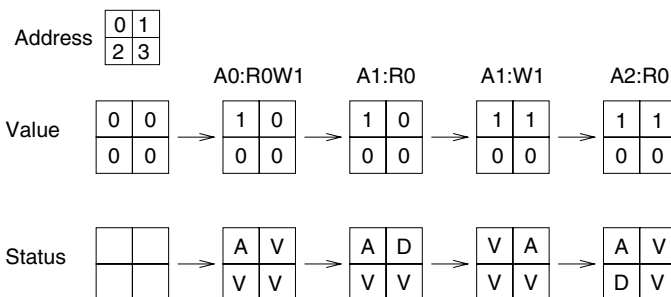 Address
0 1
2 3
A0:R0W1 A1:R0 A1:W1 A2:R0
Value
0 0 1 0 1 0 1 1 1 1
0 0 0 0 0 0 0 0 0 0
Status
A V A D V A A V
V V V V V V D V